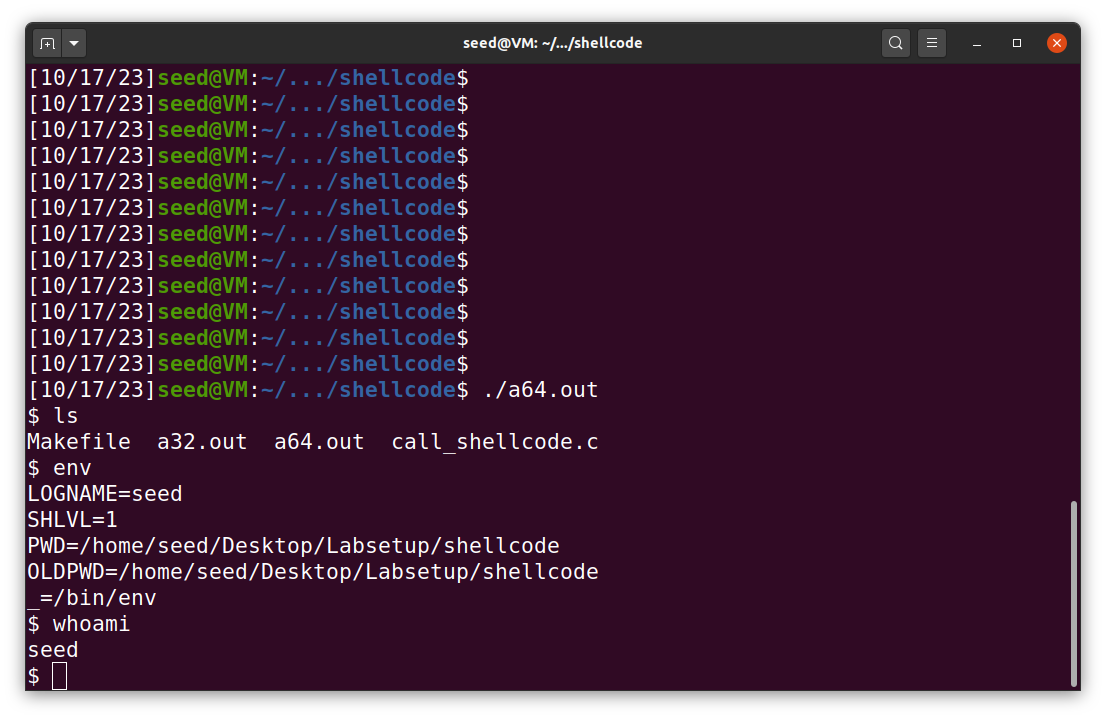 seed@VM: ~/.../shellcode
[10/17/23]seed@VM:~/.../shellcode$
[10/17/23]seed@VM:~/.../shellcode$
[10/17/23]seed@VM:~/.../shellcode$
[10/17/23]seed@VM:~/.../shellcode$
[10/17/23]seed@VM:~/.../shellcode$
[10/17/23]seed@VM:~/.../shellcode$
[10/17/23]seed@VM:~/.../shellcode$
[10/17/23]seed@VM:~/.../shellcode$
[10/17/23]seed@VM:~/.../shellcode$
[10/17/23]seed@VM:~/.../shellcode$
[10/17/23]seed@VM:~/.../shellcode$
[10/17/23]seed@VM:~/.../shellcode$
[10/17/23]seed@VM:~/.../shellcode$ ./a64.out
$ ls
Makefile  a32.out  a64.out  call_shellcode.c
$ env
LOGNAME=seed
SHLVL=1
PWD=/home/seed/Desktop/Labsetup/shellcode
OLDPWD=/home/seed/Desktop/Labsetup/shellcode
_=/bin/env
$ whoami
seed
$